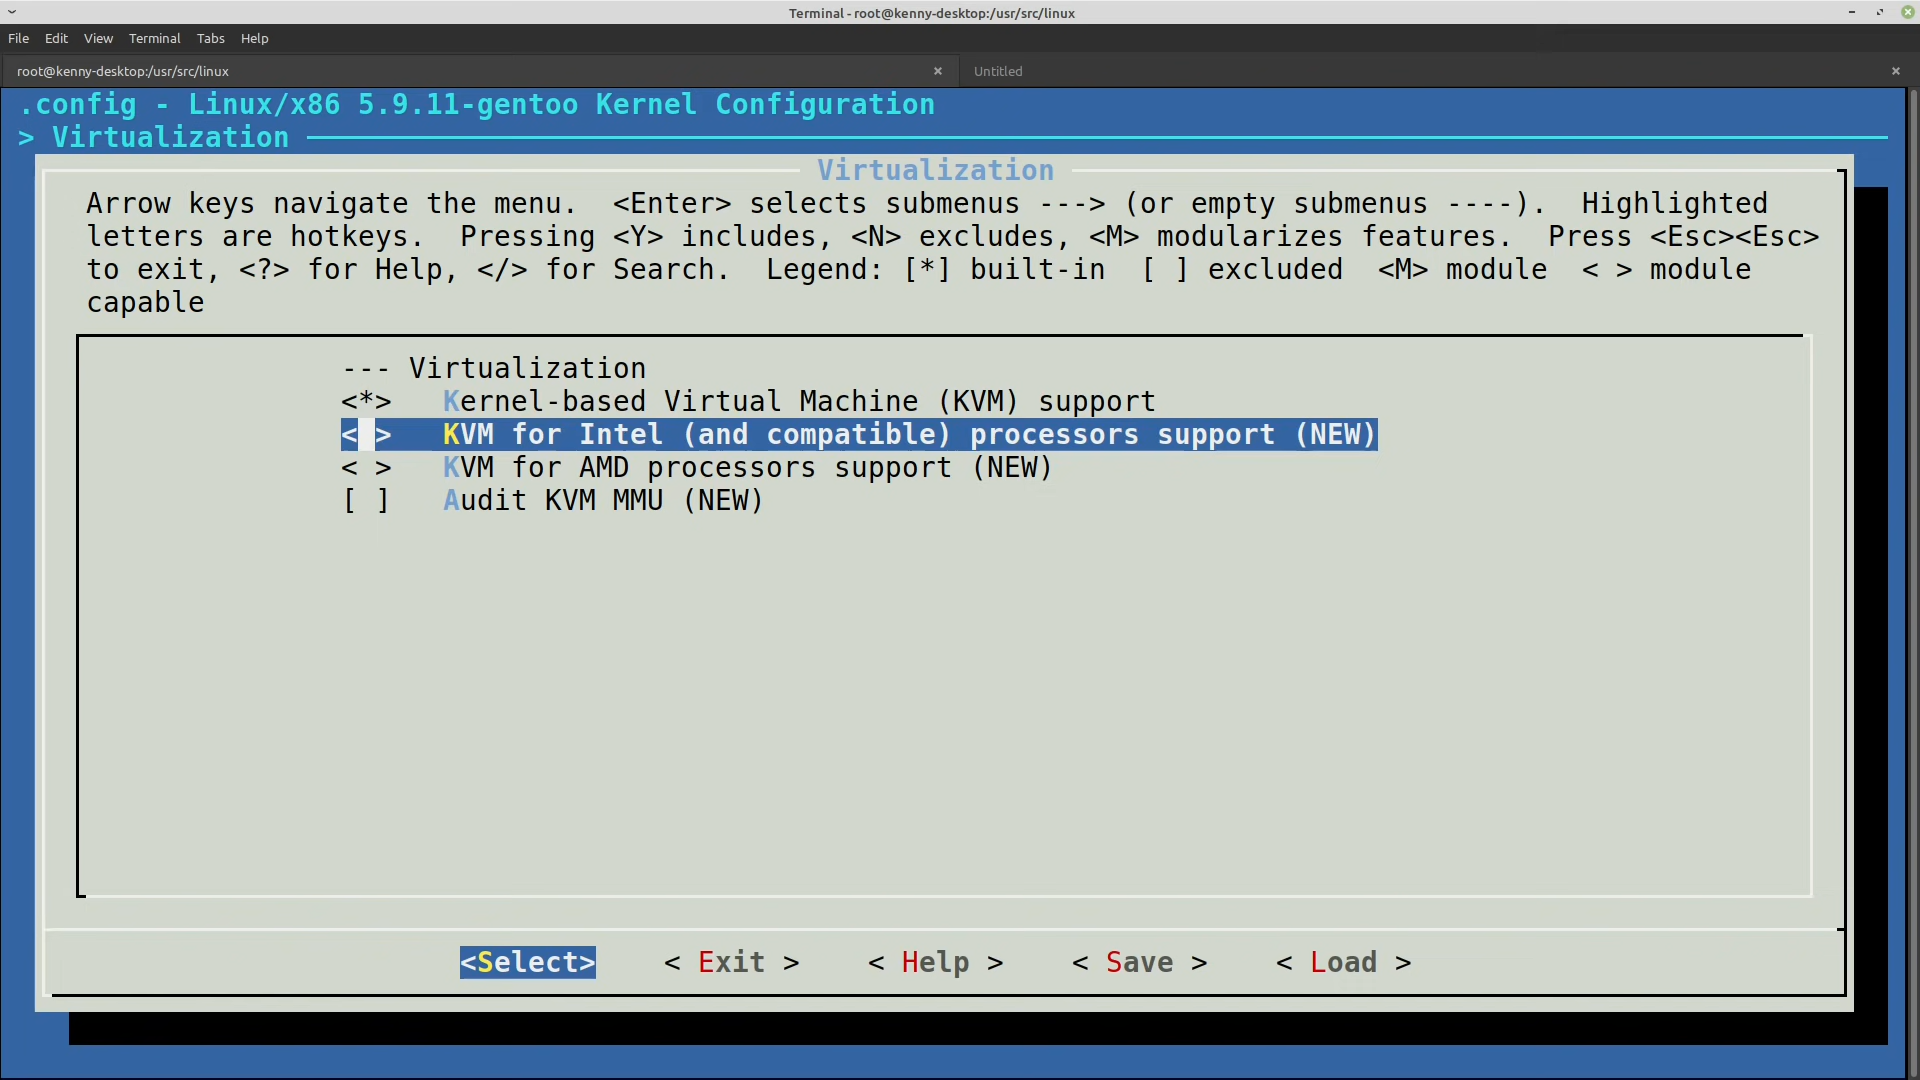 Terminal - root@kenny-desktop:/usr/src/linux
File Edit View Terminal Tabs Help
root@kenny-desktop:/usr/src/linux × Untitled ×
.config - Linux/x86 5.9.11-gentoo Kernel Configuration
> Virtualization
Virtualization
Arrow keys navigate the menu.  <Enter> selects submenus ---> (or empty submenus ----).  Highlighted
letters are hotkeys.  Pressing <Y> includes, <N> excludes, <M> modularizes features.  Press <Esc><Esc>
to exit, <?> for Help, </> for Search.  Legend: [*] built-in  [ ] excluded  <M> module  < > module
capable
--- Virtualization
<*>   Kernel-based Virtual Machine (KVM) support
< >   KVM for Intel (and compatible) processors support (NEW)
< >   KVM for AMD processors support (NEW)
[ ]   Audit KVM MMU (NEW)
<Select>    < Exit >    < Help >    < Save >    < Load >